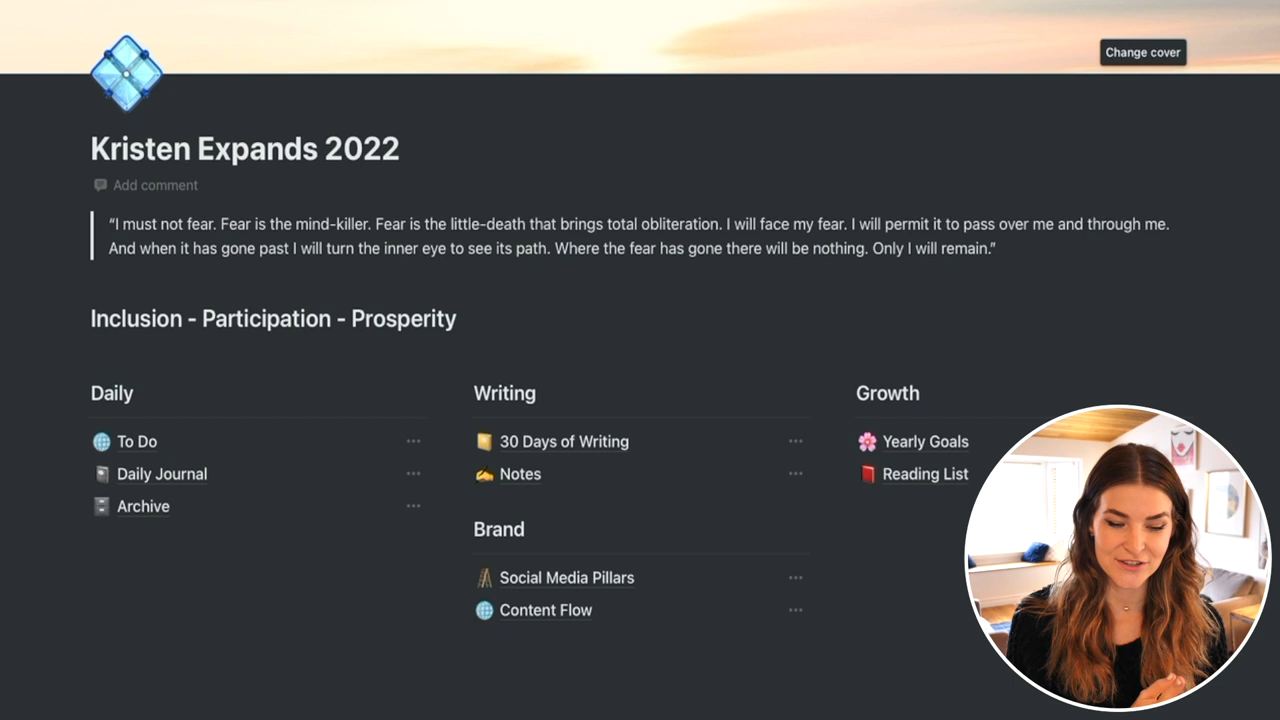 Change cover
Kristen Expands 2022
Add comment
“I must not fear. Fear is the mind-killer. Fear is the little-death that brings total obliteration. I will face my fear. I will permit it to pass over me and through me.
And when it has gone past I will turn the inner eye to see its path. Where the fear has gone there will be nothing. Only I will remain.”
Inclusion - Participation - Prosperity
Daily
To Do
Daily Journal
Archive
Writing
30 Days of Writing
Notes
Brand
Social Media Pillars
Content Flow
Growth
Yearly Goals
Reading List